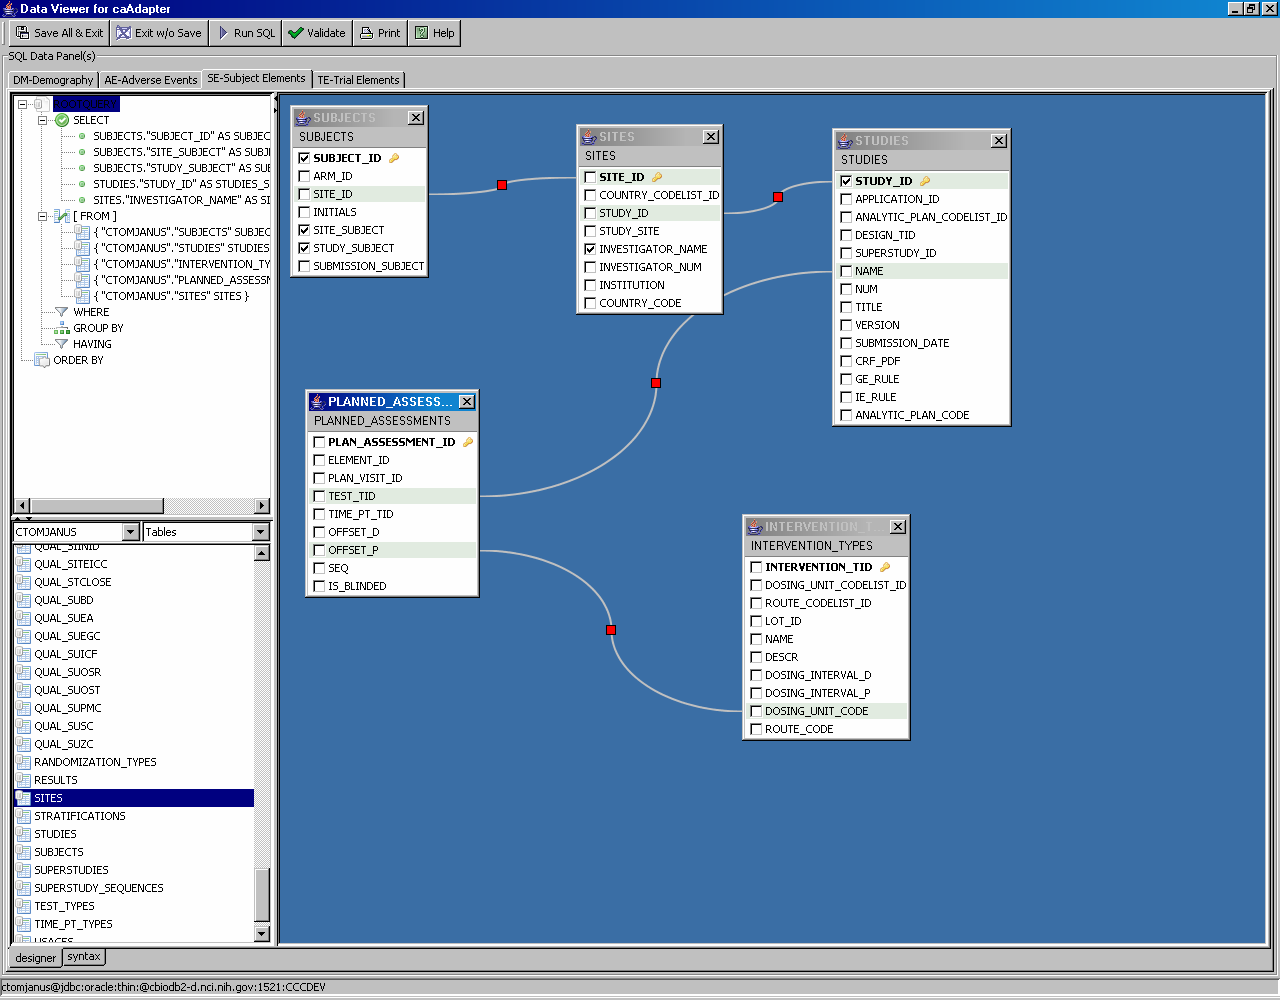 Data Viewer for caAdapter
Save All & Exit
Exit w/o Save
Run SQL
Validate
Print
Help
SQL Data Panel(s)
DM-Demography
AE-Adverse Events
SE-Subject Elements
TE-Trial Elements
ROOTQUERY
SELECT
SUBJECTS."SUBJECT_ID" AS SUBJEC
SUBJECTS."SITE_SUBJECT" AS SUBJ
SUBJECTS."STUDY_SUBJECT" AS SU
STUDIES."STUDY_ID" AS STUDIES_S
SITES."INVESTIGATOR_NAME" AS SI
[ FROM ]
{ "CTOMJANUS"."SUBJECTS" SUBJEC
{ "CTOMJANUS"."STUDIES" STUDIES
{ "CTOMJANUS"."INTERVENTION_TY
{ "CTOMJANUS"."PLANNED_ASSESSM
{ "CTOMJANUS"."SITES" SITES }
WHERE
GROUP BY
HAVING
ORDER BY
CTOMJANUS
Tables
QUAL_SIINID
QUAL_SITEICC
QUAL_STCLOSE
QUAL_SUBD
QUAL_SUEA
QUAL_SUEGC
QUAL_SUICF
QUAL_SUOSR
QUAL_SUOST
QUAL_SUPMC
QUAL_SUSC
QUAL_SUZC
RANDOMIZATION_TYPES
RESULTS
SITES
STRATIFICATIONS
STUDIES
SUBJECTS
SUPERSTUDIES
SUPERSTUDY_SEQUENCES
TEST_TYPES
TIME_PT_TYPES
USAGES
SUBJECTS
SUBJECTS
SUBJECT_ID
ARM_ID
SITE_ID
INITIALS
SITE_SUBJECT
STUDY_SUBJECT
SUBMISSION_SUBJECT
SITES
SITES
SITE_ID
COUNTRY_CODELIST_ID
STUDY_ID
STUDY_SITE
INVESTIGATOR_NAME
INVESTIGATOR_NUM
INSTITUTION
COUNTRY_CODE
STUDIES
STUDIES
STUDY_ID
APPLICATION_ID
ANALYTIC_PLAN_CODELIST_ID
DESIGN_TID
SUPERSTUDY_ID
NAME
NUM
TITLE
VERSION
SUBMISSION_DATE
CRF_PDF
GE_RULE
IE_RULE
ANALYTIC_PLAN_CODE
PLANNED_ASSESS...
PLANNED_ASSESSMENTS
PLAN_ASSESSMENT_ID
ELEMENT_ID
PLAN_VISIT_ID
TEST_TID
TIME_PT_TID
OFFSET_D
OFFSET_P
SEQ
IS_BLINDED
INTERVENTION_T...
INTERVENTION_TYPES
INTERVENTION_TID
DOSING_UNIT_CODELIST_ID
ROUTE_CODELIST_ID
LOT_ID
NAME
DESCR
DOSING_INTERVAL_D
DOSING_INTERVAL_P
DOSING_UNIT_CODE
ROUTE_CODE
designer
syntax
ctomjanus@jdbc:oracle:thin:@cbiodb2-d.nci.nih.gov:1521:CCCDEV